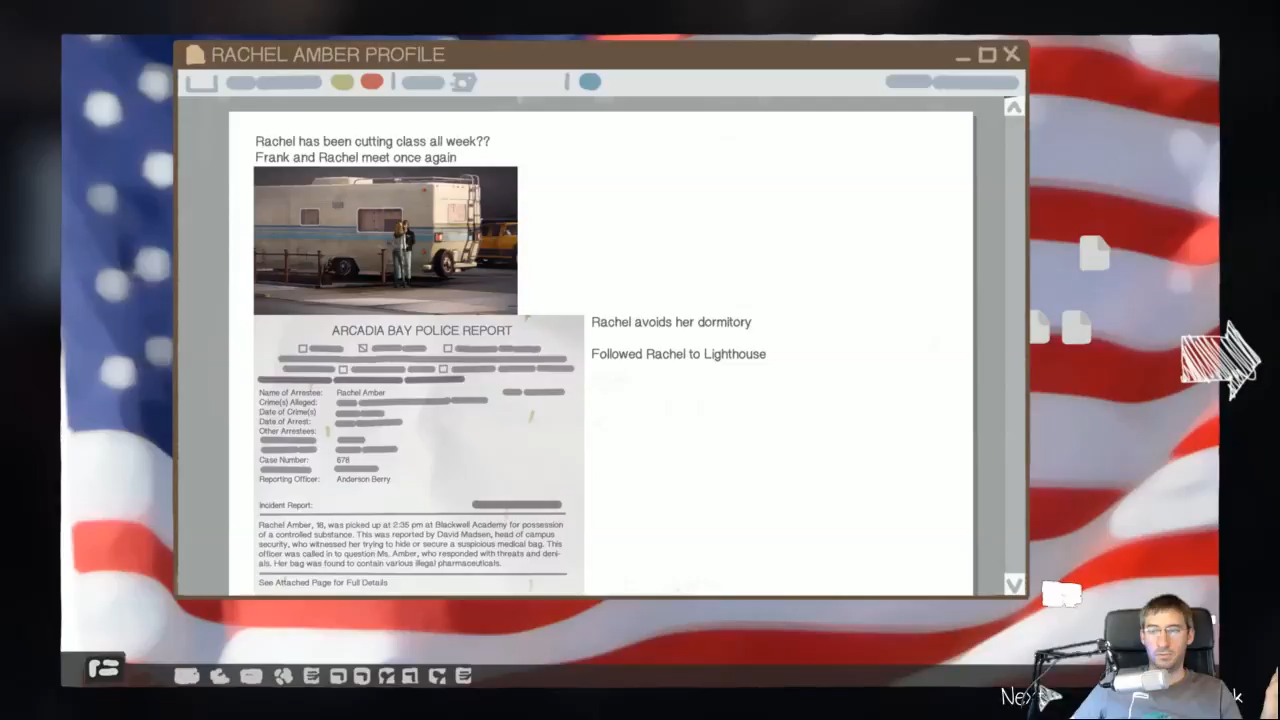 RACHEL AMBER PROFILE
Rachel has been cutting class all week??
Frank and Rachel meet once again
ARCADIA BAY POLICE REPORT
Rachel avoids her dormitory
Followed Rachel to Lighthouse
Name of Arrestee: Rachel Amber
Crime(s) Alleged:
Date of Crime(s)
Date of Arrest:
Other Arrestees:
Case Number: 678
Reporting Officer: Anderson Berry
Incident Report:
Rachel Amber, 18, was picked up at 2:35 pm at Blackwell Academy for possession
of a controlled substance. This was reported by David Madsen, head of campus
security, who witnessed her trying to hide or secure a suspicious medical bag. This
officer was called in to question Ms. Amber, who responded with threats and deni-
als. Her bag was found to contain various illegal pharmaceuticals.
See Attached Page for Full Details